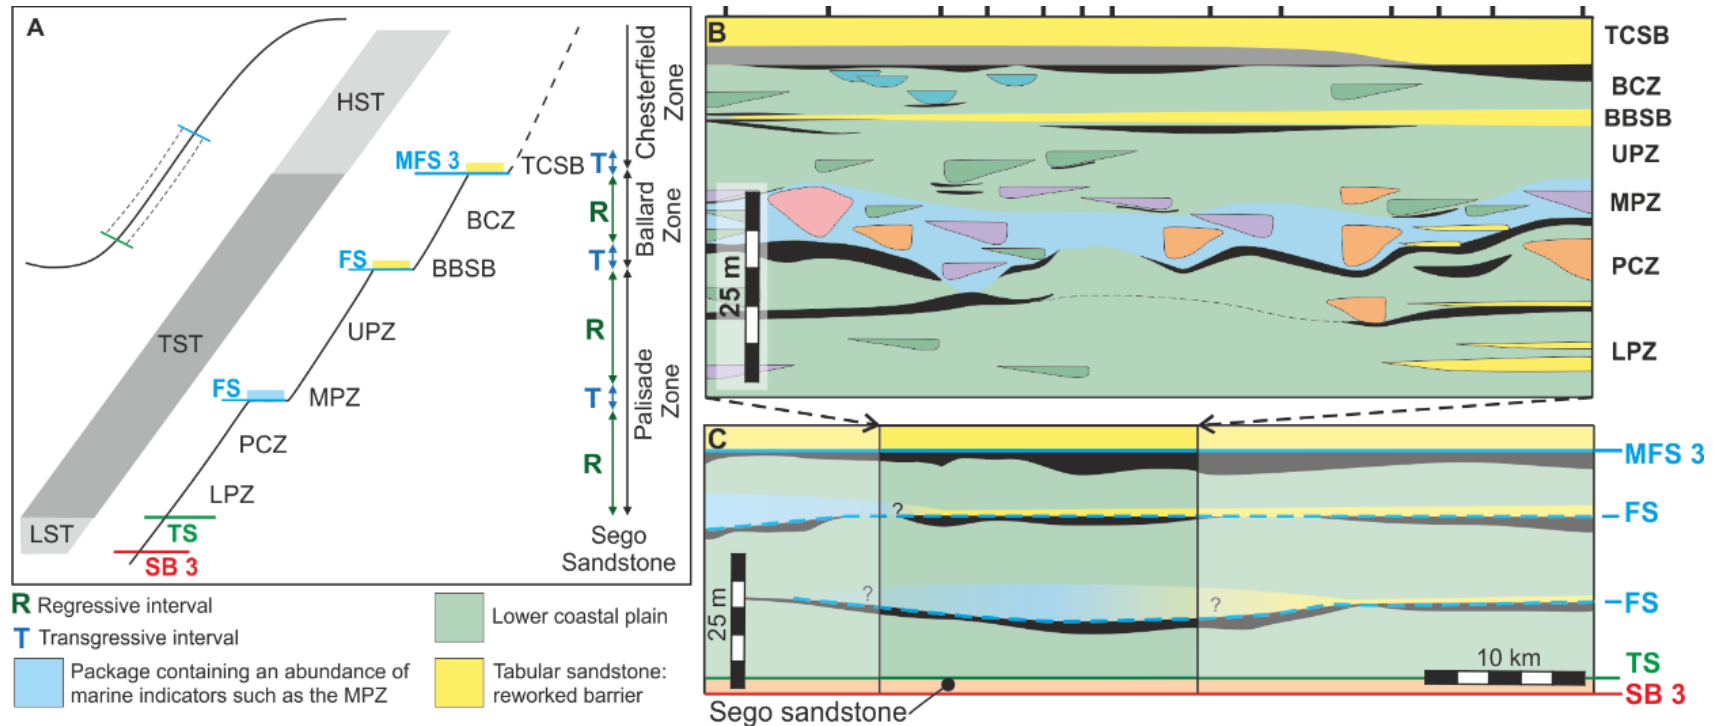 A
HST
TST
LST
MFS 3
TCSB
BCZ
FS
BBSB
UPZ
FS
MPZ
PCZ
LPZ
TS
SB 3
T
R
T
R
T
R
Chesterfield
Zone
Ballard
Zone
Palisade
Zone
Sego
Sandstone
R Regressive interval
T Transgressive interval
Package containing an abundance of
marine indicators such as the MPZ
Lower coastal plain
Tabular sandstone:
reworked barrier
B
25 m
TCSB
BCZ
BBSB
UPZ
MPZ
PCZ
LPZ
C
MFS 3
?
FS
?
?
FS
25 m
10 km
TS
SB 3
Sego sandstone